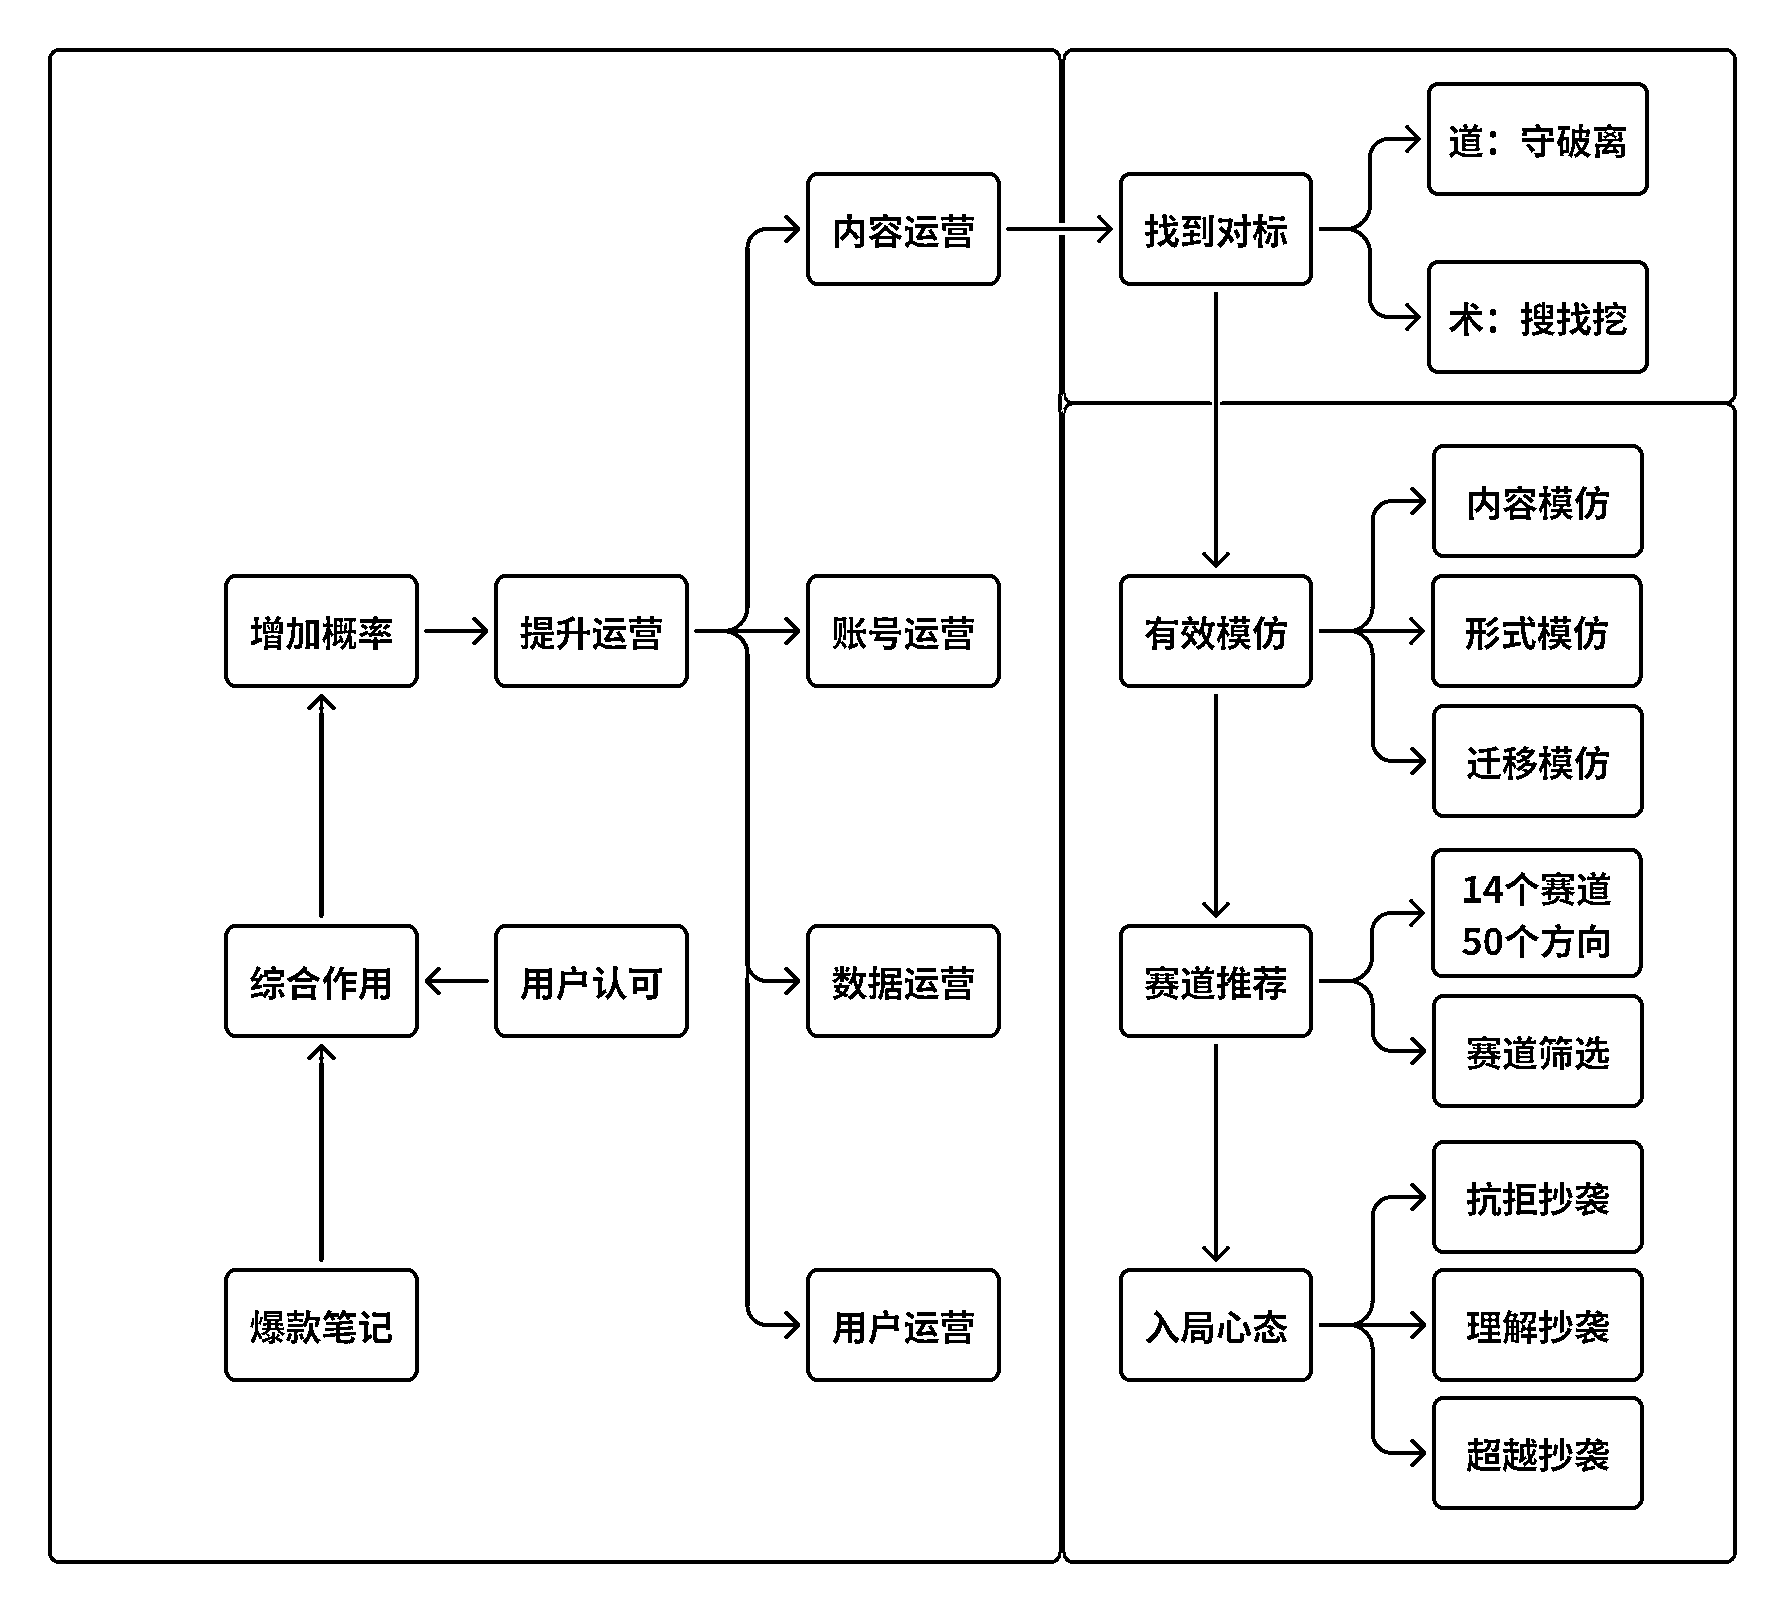 道：守破离
内容运营
找到对标
术：搜找挖
内容模仿
增加概率
提升运营
账号运营
有效模仿
形式模仿
迁移模仿
14个赛道
50个方向
综合作用
用户认可
数据运营
赛道推荐
赛道筛选
抗拒抄袭
爆款笔记
用户运营
入局心态
理解抄袭
超越抄袭